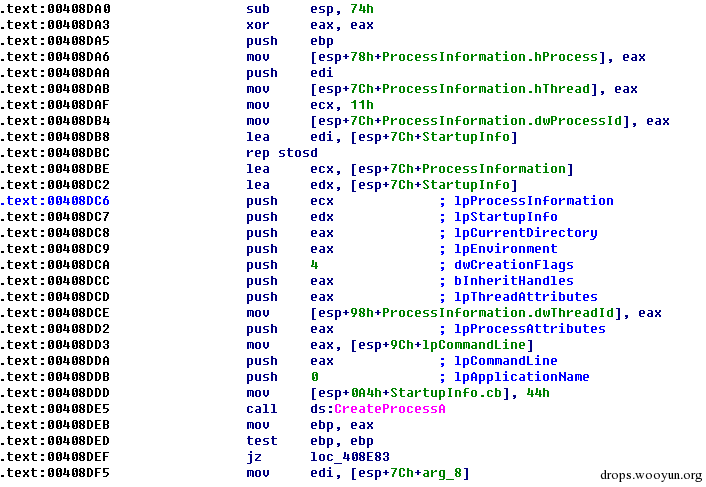 .text:00408DA0 sub esp, 74h
.text:00408DA3 xor eax, eax
.text:00408DA5 push ebp
.text:00408DA6 mov [esp+78h+ProcessInformation.hProcess], eax
.text:00408DAA push edi
.text:00408DAB mov [esp+7Ch+ProcessInformation.hThread], eax
.text:00408DAF mov ecx, 11h
.text:00408DB4 mov [esp+7Ch+ProcessInformation.dwProcessId], eax
.text:00408DB8 lea edi, [esp+7Ch+StartupInfo]
.text:00408DBC rep stosd
.text:00408DBE lea ecx, [esp+7Ch+ProcessInformation]
.text:00408DC2 lea edx, [esp+7Ch+StartupInfo]
.text:00408DC6 push ecx ; lpProcessInformation
.text:00408DC7 push edx ; lpStartupInfo
.text:00408DC8 push eax ; lpCurrentDirectory
.text:00408DC9 push eax ; lpEnvironment
.text:00408DCA push 4 ; dwCreationFlags
.text:00408DCC push eax ; bInheritHandles
.text:00408DCD push eax ; lpThreadAttributes
.text:00408DCE mov [esp+98h+ProcessInformation.dwThreadId], eax
.text:00408DD2 push eax ; lpProcessAttributes
.text:00408DD3 mov eax, [esp+9Ch+lpCommandLine]
.text:00408DDA push eax ; lpCommandLine
.text:00408DDB push 0 ; lpApplicationName
.text:00408DDD mov [esp+0A4h+StartupInfo.cb], 44h
.text:00408DE5 call ds:CreateProcessA
.text:00408DEB mov ebp, eax
.text:00408DED test ebp, ebp
.text:00408DEF jz loc_408E83
.text:00408DF5 mov edi, [esp+7Ch+arg_8]
drops.wooyun.org